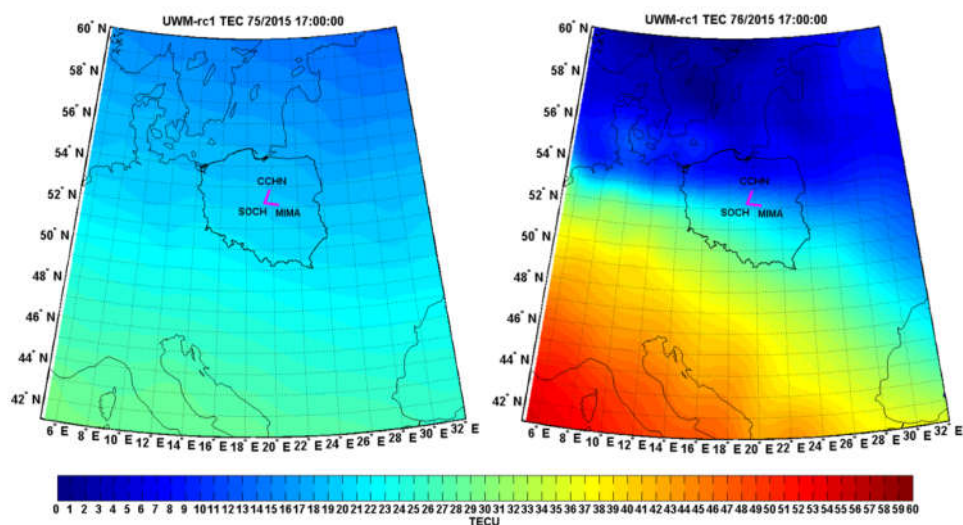 UWM-rc1 TEC 75/2015 17:00:00
60° N
58° N
56° N
54° N
52° N
50° N
48° N
46° N
44° N
42° N
CCHN
SOCH MIMA
6° E 8° E 10° E 12° E 14° E 16° E 18° E 20° E 22° E 24° E 26° E 28° E 30° E 32° E
UWM-rc1 TEC 76/2015 17:00:00
60° N
58° N
56° N
54° N
52° N
50° N
48° N
46° N
44° N
42° N
CCHN
SOCH MIMA
6° E 8° E 10° E 12° E 14° E 16° E 18° E 20° E 22° E 24° E 26° E 28° E 30° E 32° E
0 1 2 3 4 5 6 7 8 9 10 11 12 13 14 15 16 17 18 19 20 21 22 23 24 25 26 27 28 29 30 31 32 33 34 35 36 37 38 39 40 41 42 43 44 45 46 47 48 49 50 51 52 53 54 55 56 57 58 59 60
TECU